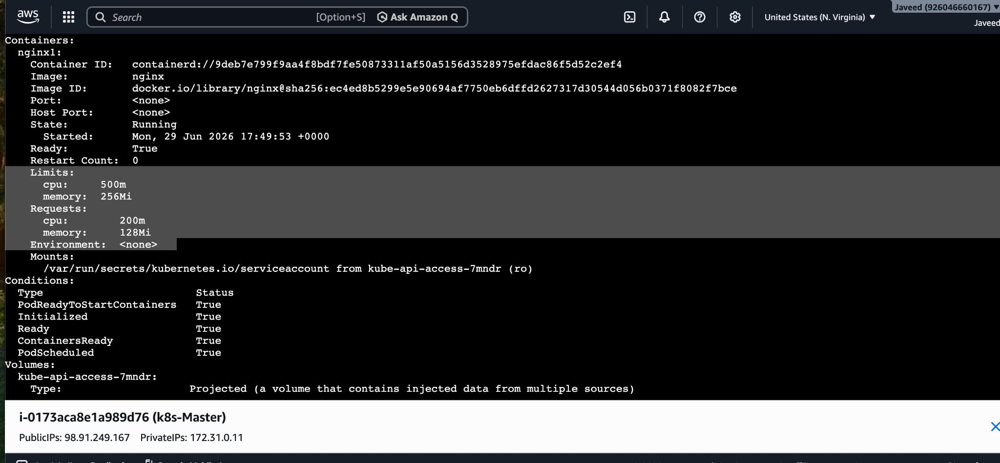 aws
Search [Option+S] Ask Amazon Q
United States (N. Virginia)
Javeed (926046660167)
Javeed
Containers:
nginx1:
Container ID: containerd://9deb7e799f9aa4f8bdf7fe50873311af50a5156d3528975efdac86f5d52c2ef4
Image: nginx
Image ID: docker.io/library/nginx@sha256:ec4ed8b5299e5e90694af7750eb6dffd2627317d30544d056b0371f8082f7bce
Port: <none>
Host Port: <none>
State: Running
Started: Mon, 29 Jun 2026 17:49:53 +0000
Ready: True
Restart Count: 0
Limits:
cpu: 500m
memory: 256Mi
Requests:
cpu: 200m
memory: 128Mi
Environment: <none>
Mounts:
/var/run/secrets/kubernetes.io/serviceaccount from kube-api-access-7mndr (ro)
Conditions:
Type Status
PodReadyToStartContainers True
Initialized True
Ready True
ContainersReady True
PodScheduled True
Volumes:
kube-api-access-7mndr:
Type: Projected (a volume that contains injected data from multiple sources)
i-0173aca8e1a989d76 (k8s-Master)
PublicIPs: 98.91.249.167 PrivateIPs: 172.31.0.11